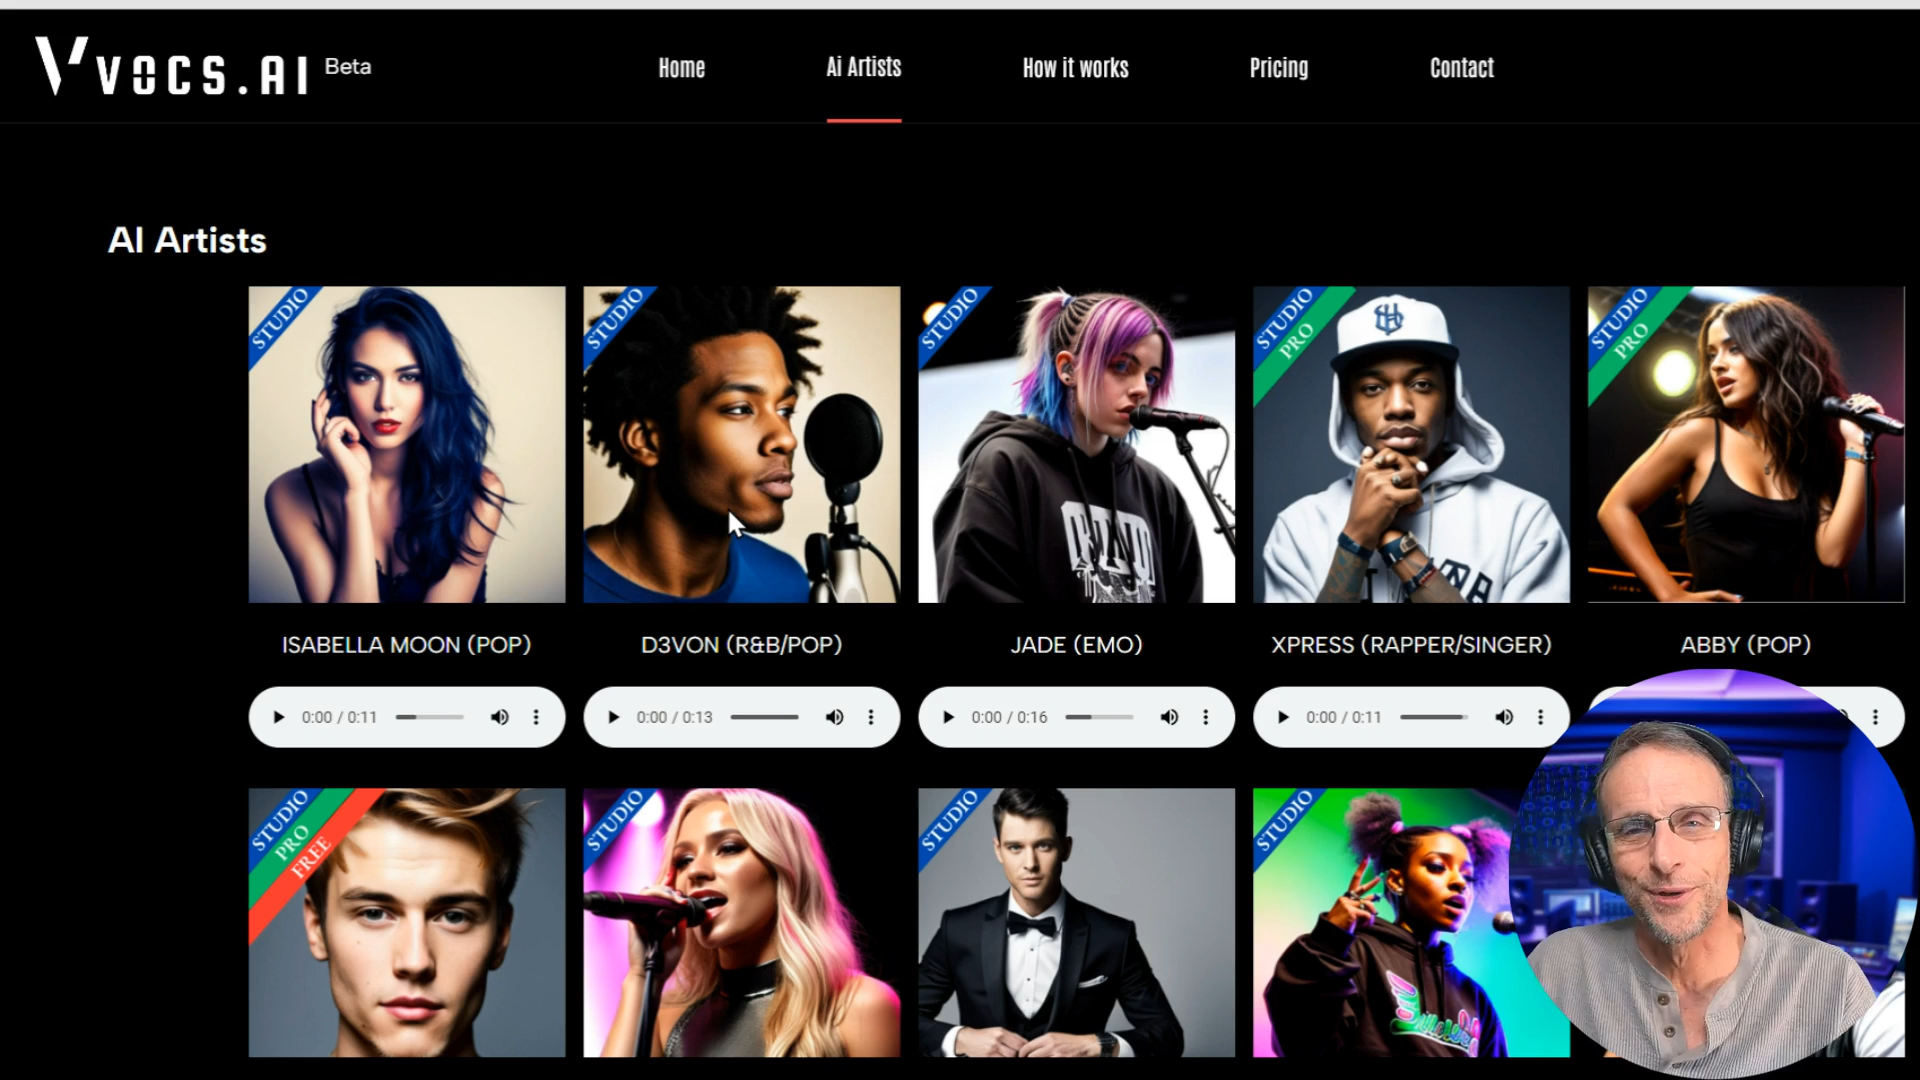 VOCS.AI Beta
Home
Ai Artists
How it works
Pricing
Contact
AI Artists
STUDIO
STUDIO
STUDIO
STUDIO
PRO
STUDIO
PRO
ISABELLA MOON (POP)
D3VON (R&B/POP)
JADE (EMO)
XPRESS (RAPPER/SINGER)
ABBY (POP)
0:00 / 0:11
0:00 / 0:13
0:00 / 0:16
0:00 / 0:11
STUDIO
PRO
FREE
STUDIO
STUDIO
STUDIO